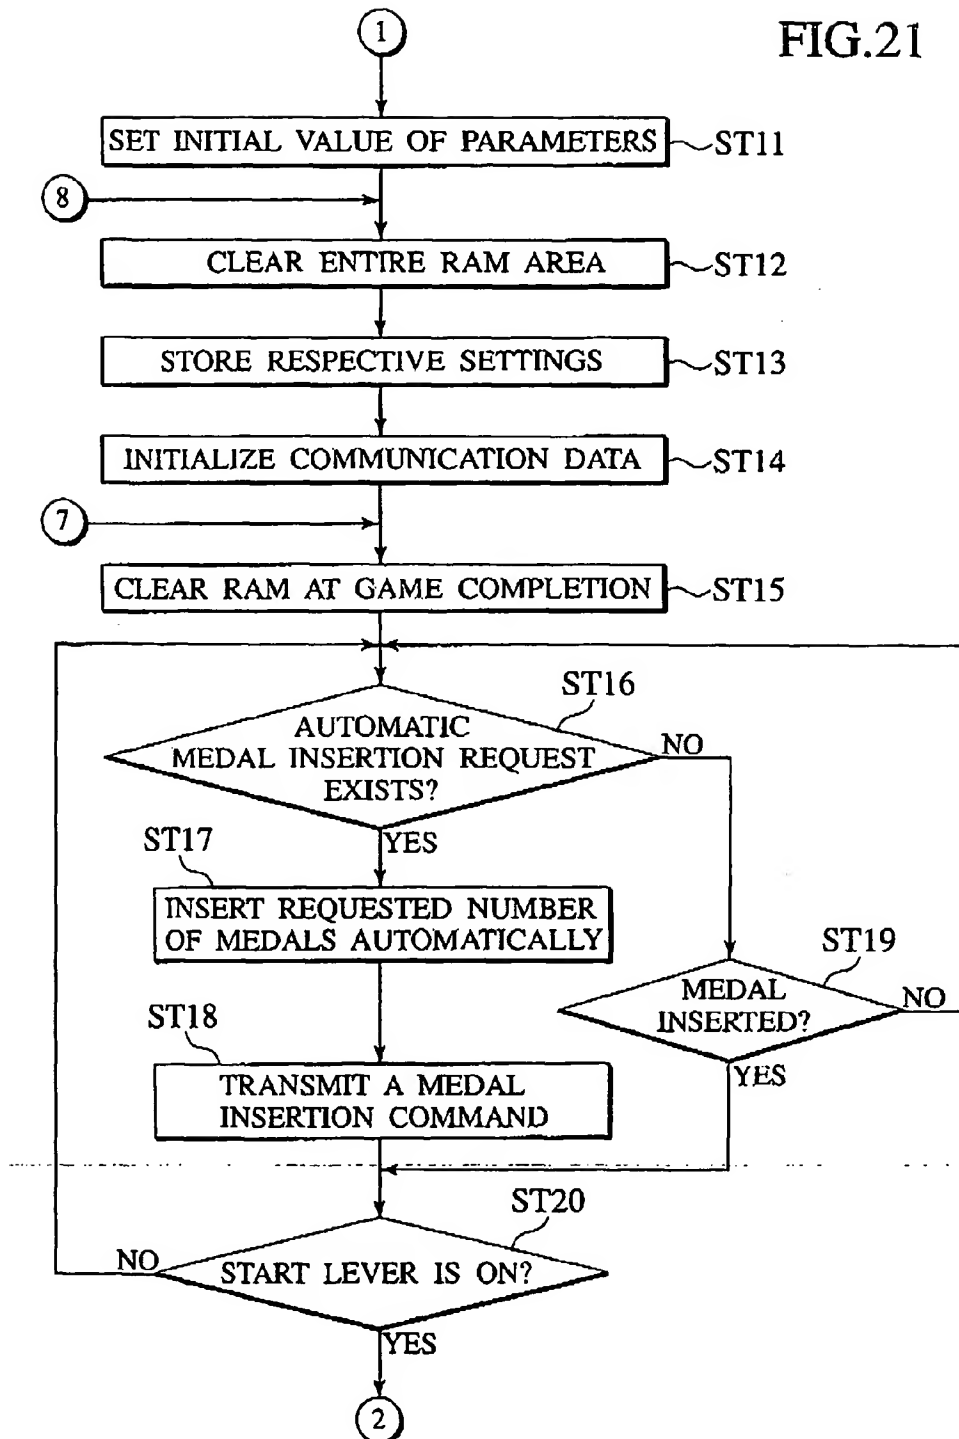 FIG.21
1
SET INITIAL VALUE OF PARAMETERS
ST11
8
CLEAR ENTIRE RAM AREA
ST12
STORE RESPECTIVE SETTINGS
ST13
INITIALIZE COMMUNICATION DATA
ST14
7
CLEAR RAM AT GAME COMPLETION
ST15
ST16
AUTOMATIC
MEDAL INSERTION REQUEST
EXISTS?
NO
YES
ST17
INSERT REQUESTED NUMBER
OF MEDALS AUTOMATICALLY
ST19
MEDAL
INSERTED?
NO
YES
ST18
TRANSMIT A MEDAL
INSERTION COMMAND
ST20
START LEVER IS ON?
NO
YES
2